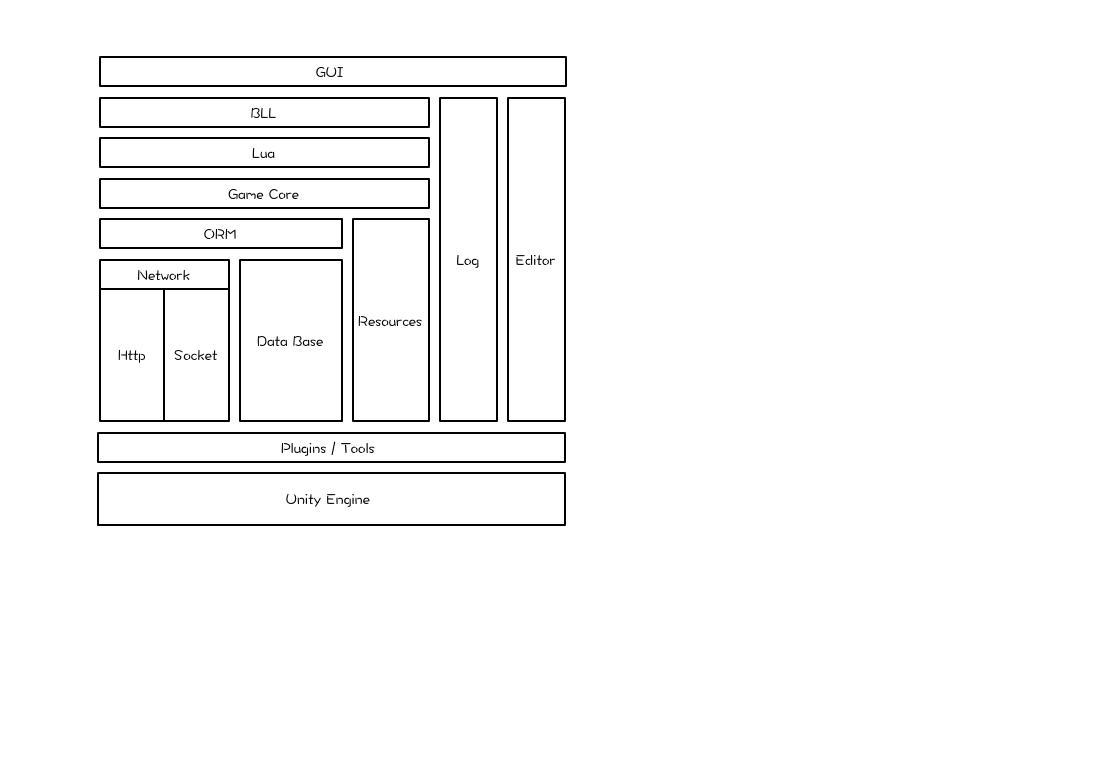 GUI
BLL
Lua
Game Core
ORM
Log
Editor
Network
Resources
Data Base
Http
Socket
Plugins / Tools
Unity Engine